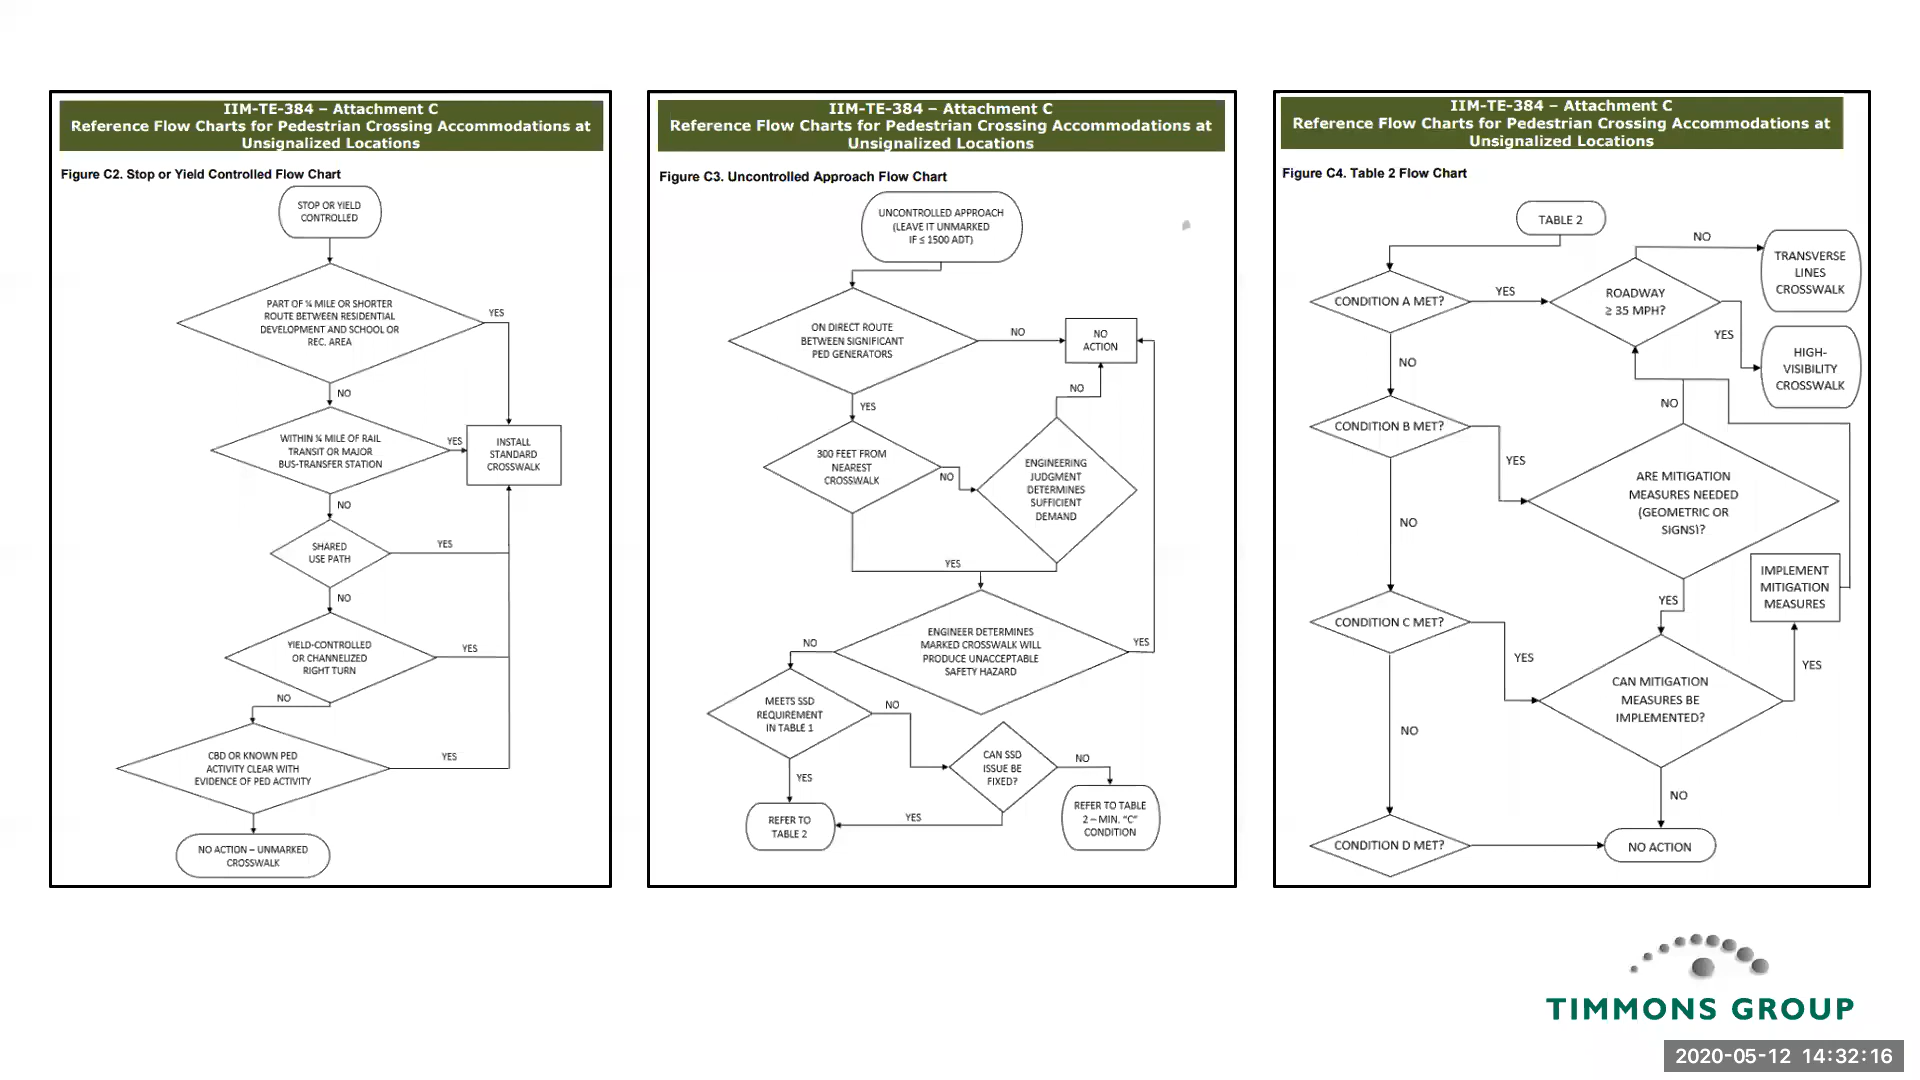 IIM-TE-384 – Attachment C
Reference Flow Charts for Pedestrian Crossing Accommodations at
Unsignalized Locations
Figure C2. Stop or Yield Controlled Flow Chart
STOP OR YIELD
CONTROLLED
PART OF ¼ MILE OR SHORTER
ROUTE BETWEEN RESIDENTIAL
DEVELOPMENT AND SCHOOL OR
REC. AREA
YES
NO
WITHIN ¼ MILE OF RAIL
TRANSIT OR MAJOR
BUS-TRANSFER STATION
YES
INSTALL
STANDARD
CROSSWALK
NO
SHARED
USE PATH
YES
NO
YIELD-CONTROLLED
OR CHANNELIZED
RIGHT TURN
YES
NO
CBD OR KNOWN PED
ACTIVITY CLEAR WITH
EVIDENCE OF PED ACTIVITY
YES
NO ACTION – UNMARKED
CROSSWALK
IIM-TE-384 – Attachment C
Reference Flow Charts for Pedestrian Crossing Accommodations at
Unsignalized Locations
Figure C3. Uncontrolled Approach Flow Chart
UNCONTROLLED APPROACH
(LEAVE IT UNMARKED
IF ≤ 1500 ADT)
ON DIRECT ROUTE
BETWEEN SIGNIFICANT
PED GENERATORS
NO
NO
ACTION
YES
NO
300 FEET FROM
NEAREST
CROSSWALK
NO
ENGINEERING
JUDGMENT
DETERMINES
SUFFICIENT
DEMAND
YES
ENGINEER DETERMINES
MARKED CROSSWALK WILL
PRODUCE UNACCEPTABLE
SAFETY HAZARD
NO
YES
MEETS SSD
REQUIREMENT
IN TABLE 1
NO
CAN SSD
ISSUE BE
FIXED?
NO
YES
REFER TO
TABLE 2
YES
REFER TO TABLE
2 – MIN. "C"
CONDITION
IIM-TE-384 – Attachment C
Reference Flow Charts for Pedestrian Crossing Accommodations at
Unsignalized Locations
Figure C4. Table 2 Flow Chart
TABLE 2
NO
TRANSVERSE
LINES
CROSSWALK
CONDITION A MET?
YES
ROADWAY
≥ 35 MPH?
YES
HIGH-
VISIBILITY
CROSSWALK
NO
NO
CONDITION B MET?
YES
ARE MITIGATION
MEASURES NEEDED
(GEOMETRIC OR
SIGNS)?
NO
IMPLEMENT
MITIGATION
MEASURES
YES
CONDITION C MET?
YES
YES
CAN MITIGATION
MEASURES BE
IMPLEMENTED?
NO
NO
CONDITION D MET?
NO ACTION
TIMMONS GROUP
2020-05-12 14:32:16